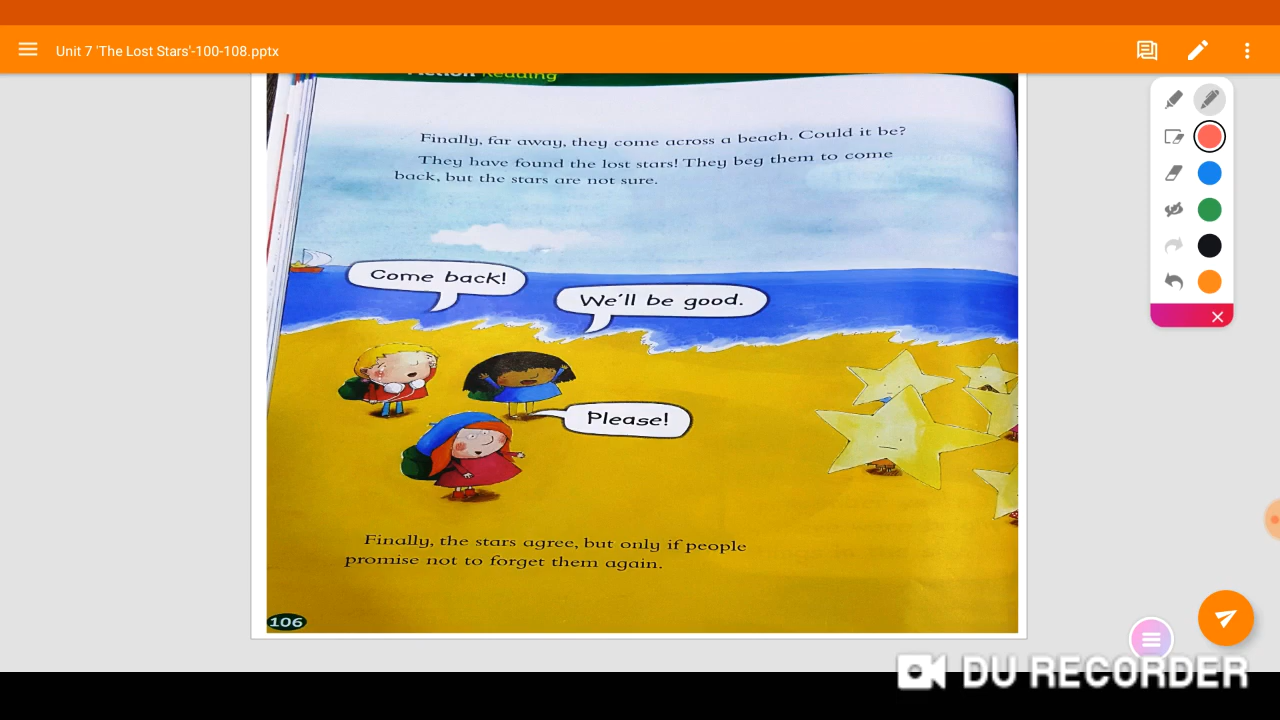 Unit 7 'The Lost Stars'-100-108.pptx
Action Reading
Finally, far away, they come across a beach. Could it be?
They have found the lost stars! They beg them to come
back, but the stars are not sure.
Come back!
We'll be good.
Please!
Finally, the stars agree, but only if people
promise not to forget them again.
106
DU RECORDER